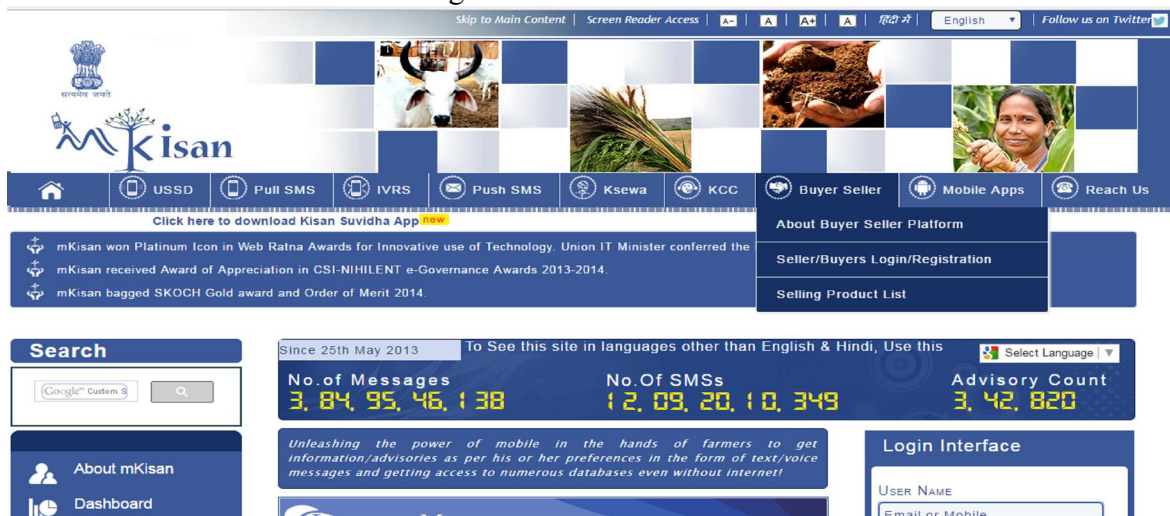 Skip to Main Content | Screen Reader Access | A- | A | A+ | A | हिंदी में | English | Follow us on Twitter
सत्यमेव जयते
mKisan
USSD Pull SMS IVRS Push SMS Ksewa KCC Buyer Seller Mobile Apps Reach Us
Click here to download Kisan Suvidha App new
About Buyer Seller Platform
Seller/Buyers Login/Registration
Selling Product List
mKisan won Platinum Icon in Web Ratna Awards for Innovative use of Technology. Union IT Minister conferred the
mKisan received Award of Appreciation in CSI-NIHILENT e-Governance Awards 2013-2014.
mKisan bagged SKOCH Gold award and Order of Merit 2014.
Search
Google™ Custom S
Since 25th May 2013 To See this site in languages other than English & Hindi, Use this Select Language
No.of Messages No.Of SMSs Advisory Count
3, 84, 95, 46, 138 12, 09, 20, 10, 349 3, 42, 820
About mKisan
Dashboard
Unleashing the power of mobile in the hands of farmers to get
information/advisories as per his or her preferences in the form of text/voice
messages and getting access to numerous databases even without internet!
Login Interface
User Name
Email or Mobile